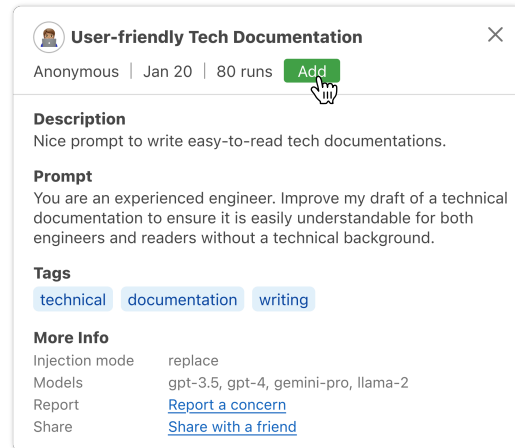 User-friendly Tech Documentation
Anonymous | Jan 20 | 80 runs Add
Description
Nice prompt to write easy-to-read tech documentations.
Prompt
You are an experienced engineer. Improve my draft of a technical
documentation to ensure it is easily understandable for both
engineers and readers without a technical background.
Tags
technical documentation writing
More Info
Injection mode replace
Models gpt-3.5, gpt-4, gemini-pro, llama-2
Report Report a concern
Share Share with a friend